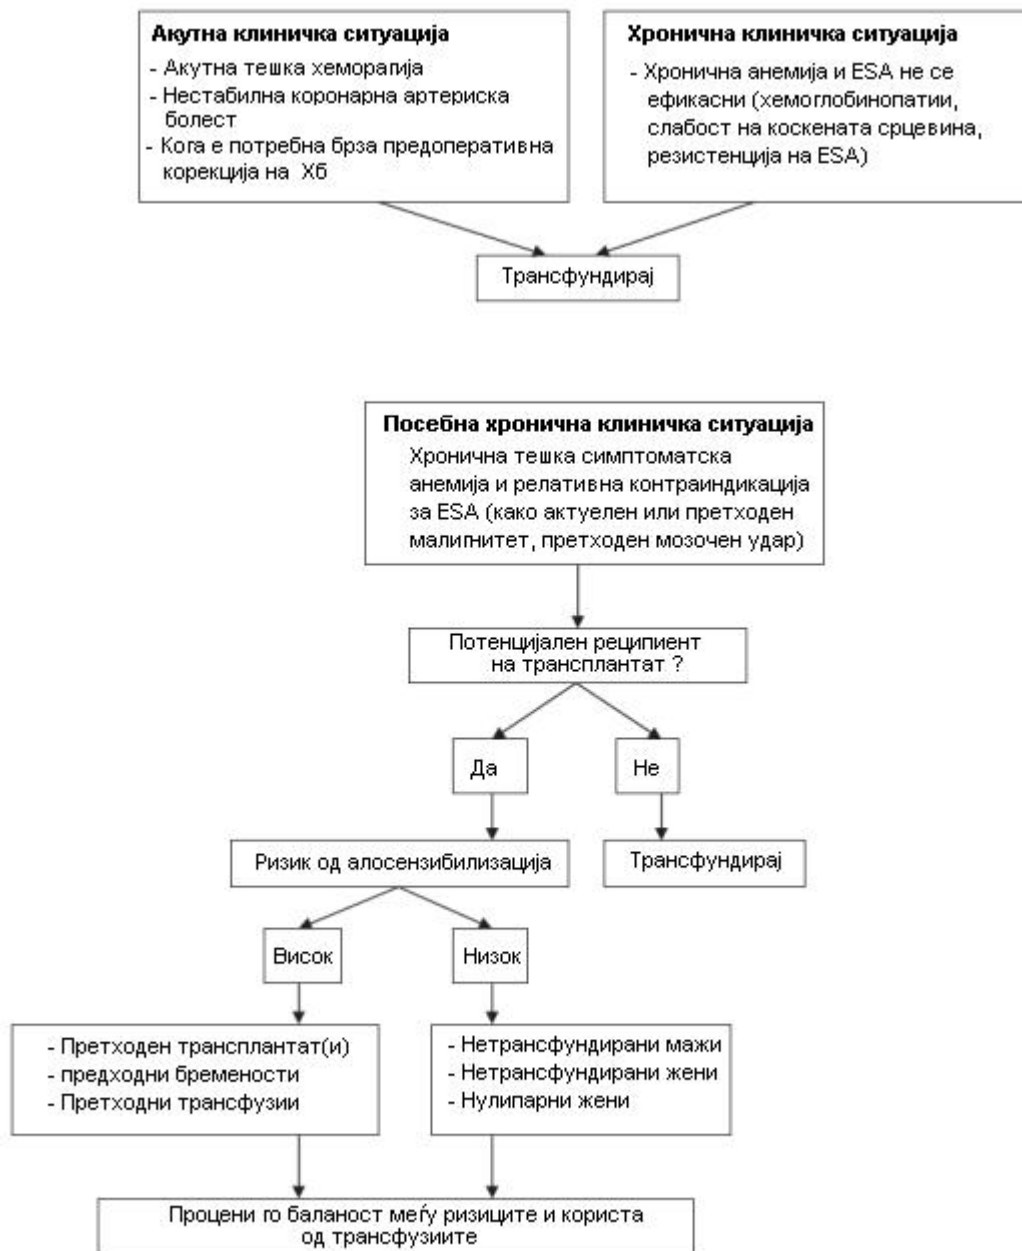 Акутна клиничка ситуација
- Акутна тешка хеморагија
- Нестабилна коронарна артериска
болест
- Кога е потребна брза предоперативна
корекција на Хб
Хронична клиничка ситуација
- Хронична анемија и ESA не се
ефикасни (хемоглобинопатии,
слабост на коскената срцевина,
резистенција на ESA)
Трансфундирај
Посебна хронична клиничка ситуација
Хронична тешка симптоматска
анемија и релативна контраиндикација
за ESA (како актуелен или претходен
малигнитет, претходен мозочен удар)
Потенцијален реципиент
на трансплантат ?
Да
Не
Ризик од алосензибилизација
Трансфундирај
Висок
Низок
- Претходен трансплантат(и)
- предходни бремености
- Претходни трансфузии
- Нетрансфундирани мажи
- Нетрансфундирани жени
- Нулипарни жени
Процени го баланост меѓу ризиците и користа
од трансфузиите